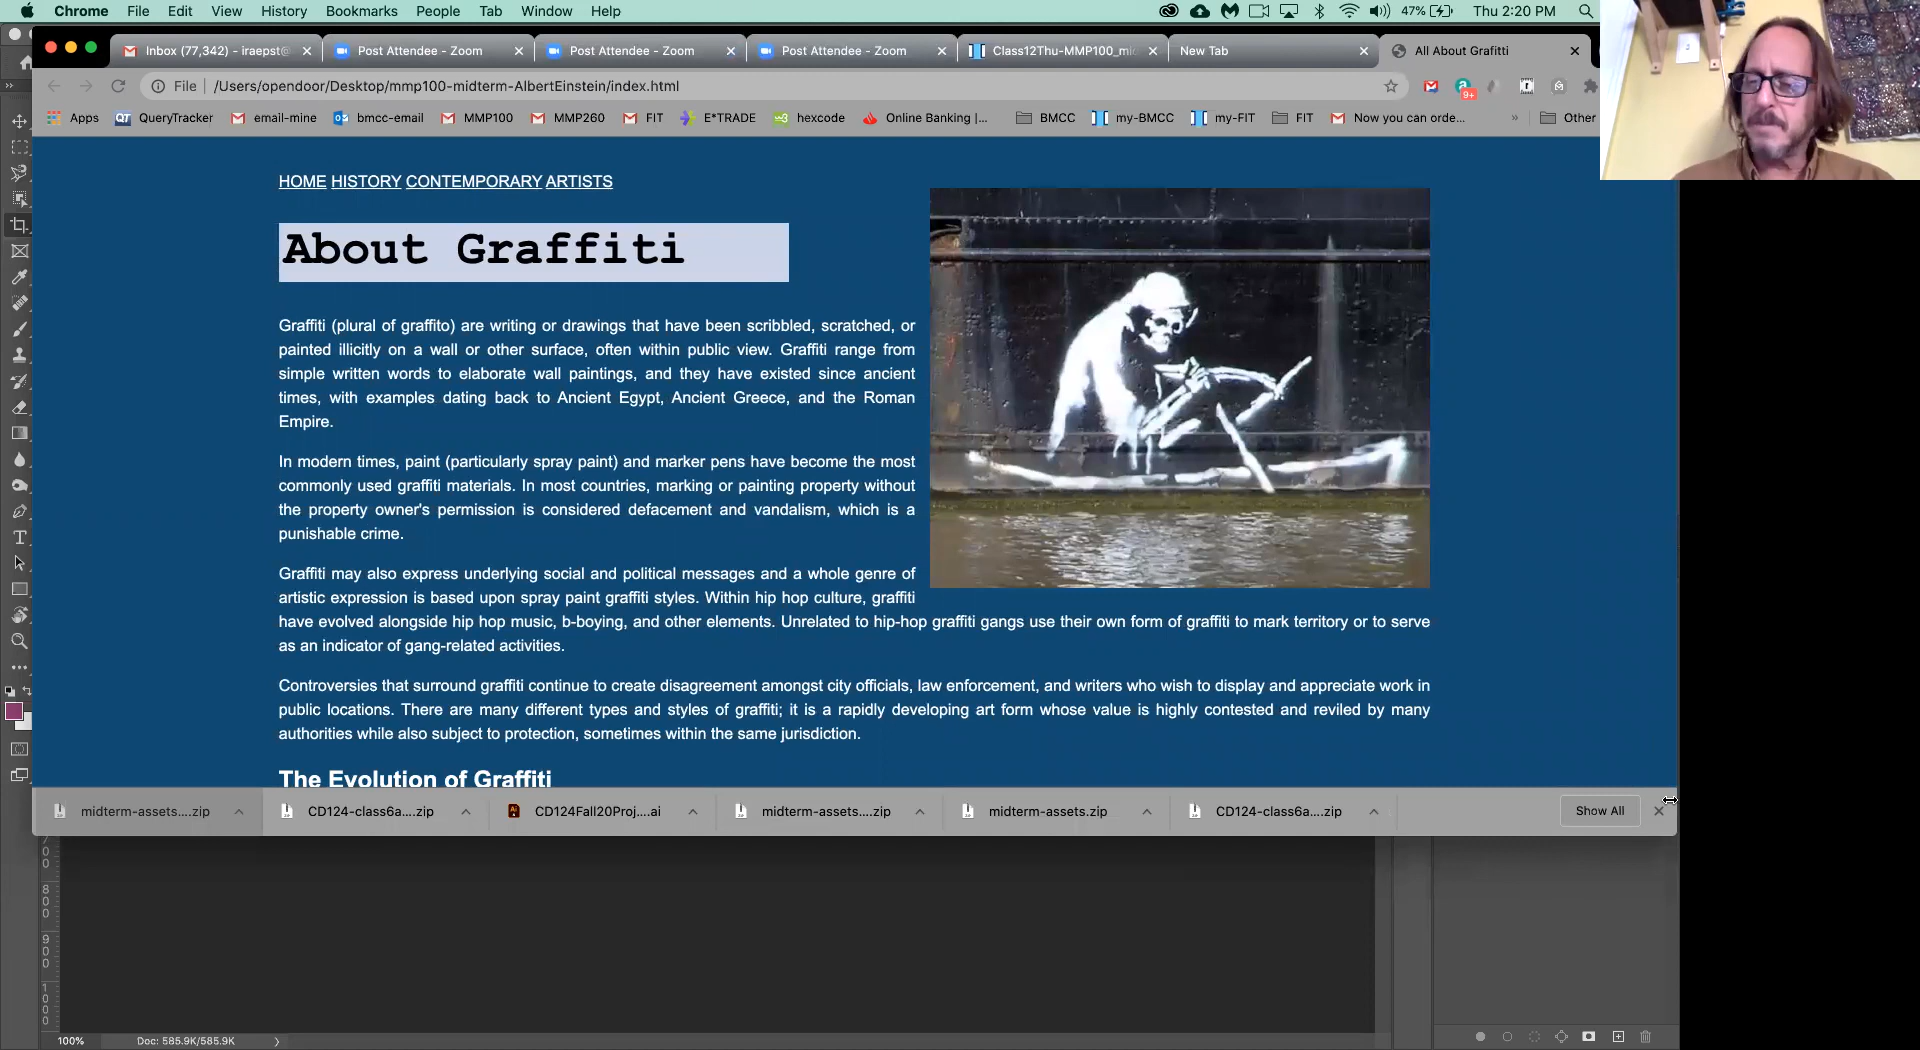 Chrome File Edit View History Bookmarks People Tab Window Help 47% Thu 2:20 PM
Inbox (77,342) - iraepst@ Post Attendee - Zoom Post Attendee - Zoom Post Attendee - Zoom Class12Thu-MMP100_mi New Tab All About Grafitti
File /Users/opendoor/Desktop/mmp100-midterm-AlbertEinstein/index.html 9+
Apps QT QueryTracker email-mine bmcc-email MMP100 MMP260 FIT E*TRADE w3 hexcode Online Banking |... BMCC my-BMCC my-FIT FIT Now you can orde... » Other
HOME HISTORY CONTEMPORARY ARTISTS
About Graffiti
Graffiti (plural of graffito) are writing or drawings that have been scribbled, scratched, or
painted illicitly on a wall or other surface, often within public view. Graffiti range from
simple written words to elaborate wall paintings, and they have existed since ancient
times, with examples dating back to Ancient Egypt, Ancient Greece, and the Roman
Empire.
In modern times, paint (particularly spray paint) and marker pens have become the most
commonly used graffiti materials. In most countries, marking or painting property without
the property owner's permission is considered defacement and vandalism, which is a
punishable crime.
Graffiti may also express underlying social and political messages and a whole genre of
artistic expression is based upon spray paint graffiti styles. Within hip hop culture, graffiti
have evolved alongside hip hop music, b-boying, and other elements. Unrelated to hip-hop graffiti gangs use their own form of graffiti to mark territory or to serve
as an indicator of gang-related activities.
Controversies that surround graffiti continue to create disagreement amongst city officials, law enforcement, and writers who wish to display and appreciate work in
public locations. There are many different types and styles of graffiti; it is a rapidly developing art form whose value is highly contested and reviled by many
authorities while also subject to protection, sometimes within the same jurisdiction.
The Evolution of Graffiti
midterm-assets....zip CD124-class6a....zip Ai CD124Fall20Proj....ai midterm-assets....zip midterm-assets.zip CD124-class6a....zip Show All
800
900
1000
100% Doc: 585.9K/585.9K